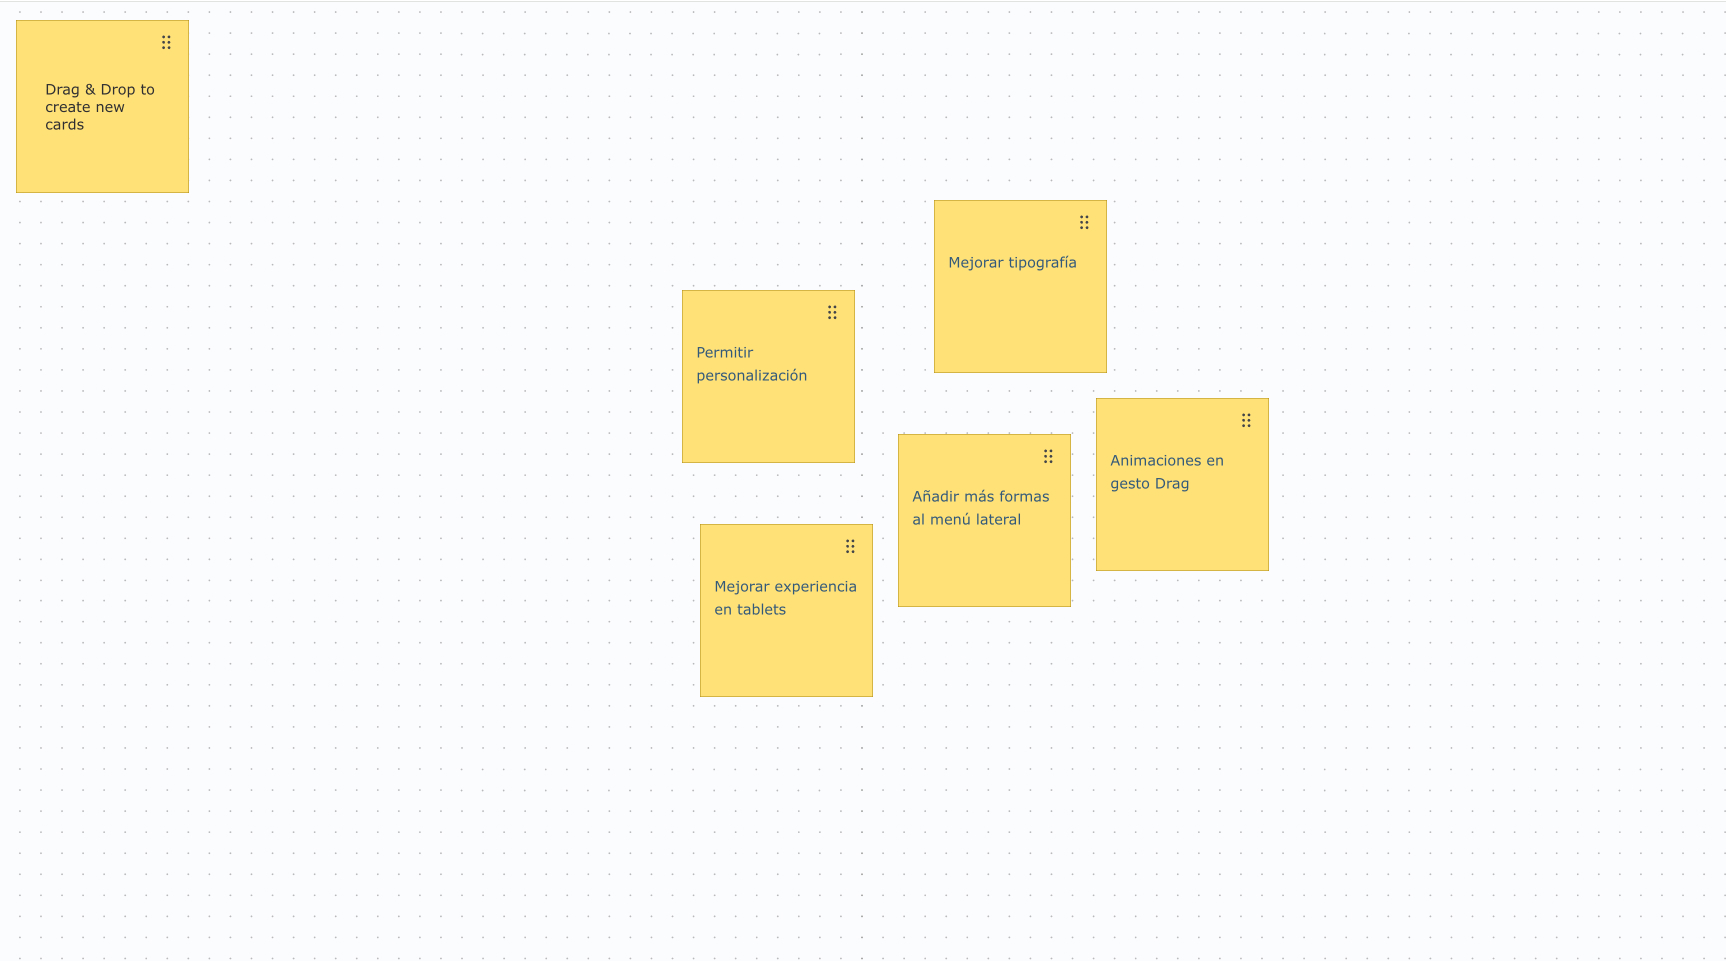 Drag & Drop to
create new
cards
Mejorar tipografía
Permitir
personalización
Animaciones en
gesto Drag
Añadir más formas
al menú lateral
Mejorar experiencia
en tablets